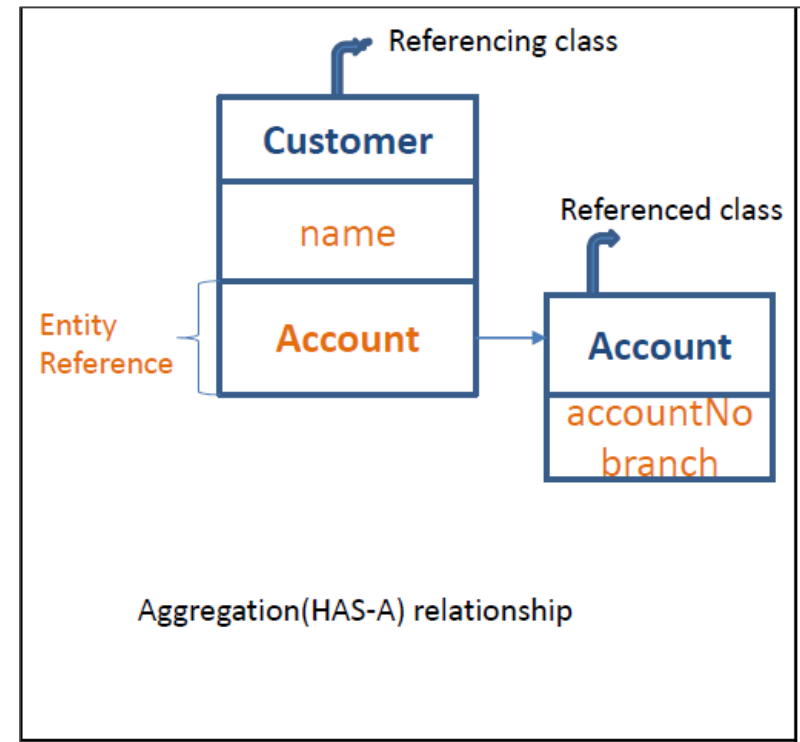 Referencing class
Customer
name
Referenced class
Entity
Reference
Account
Account
accountNo
branch
Aggregation(HAS-A) relationship